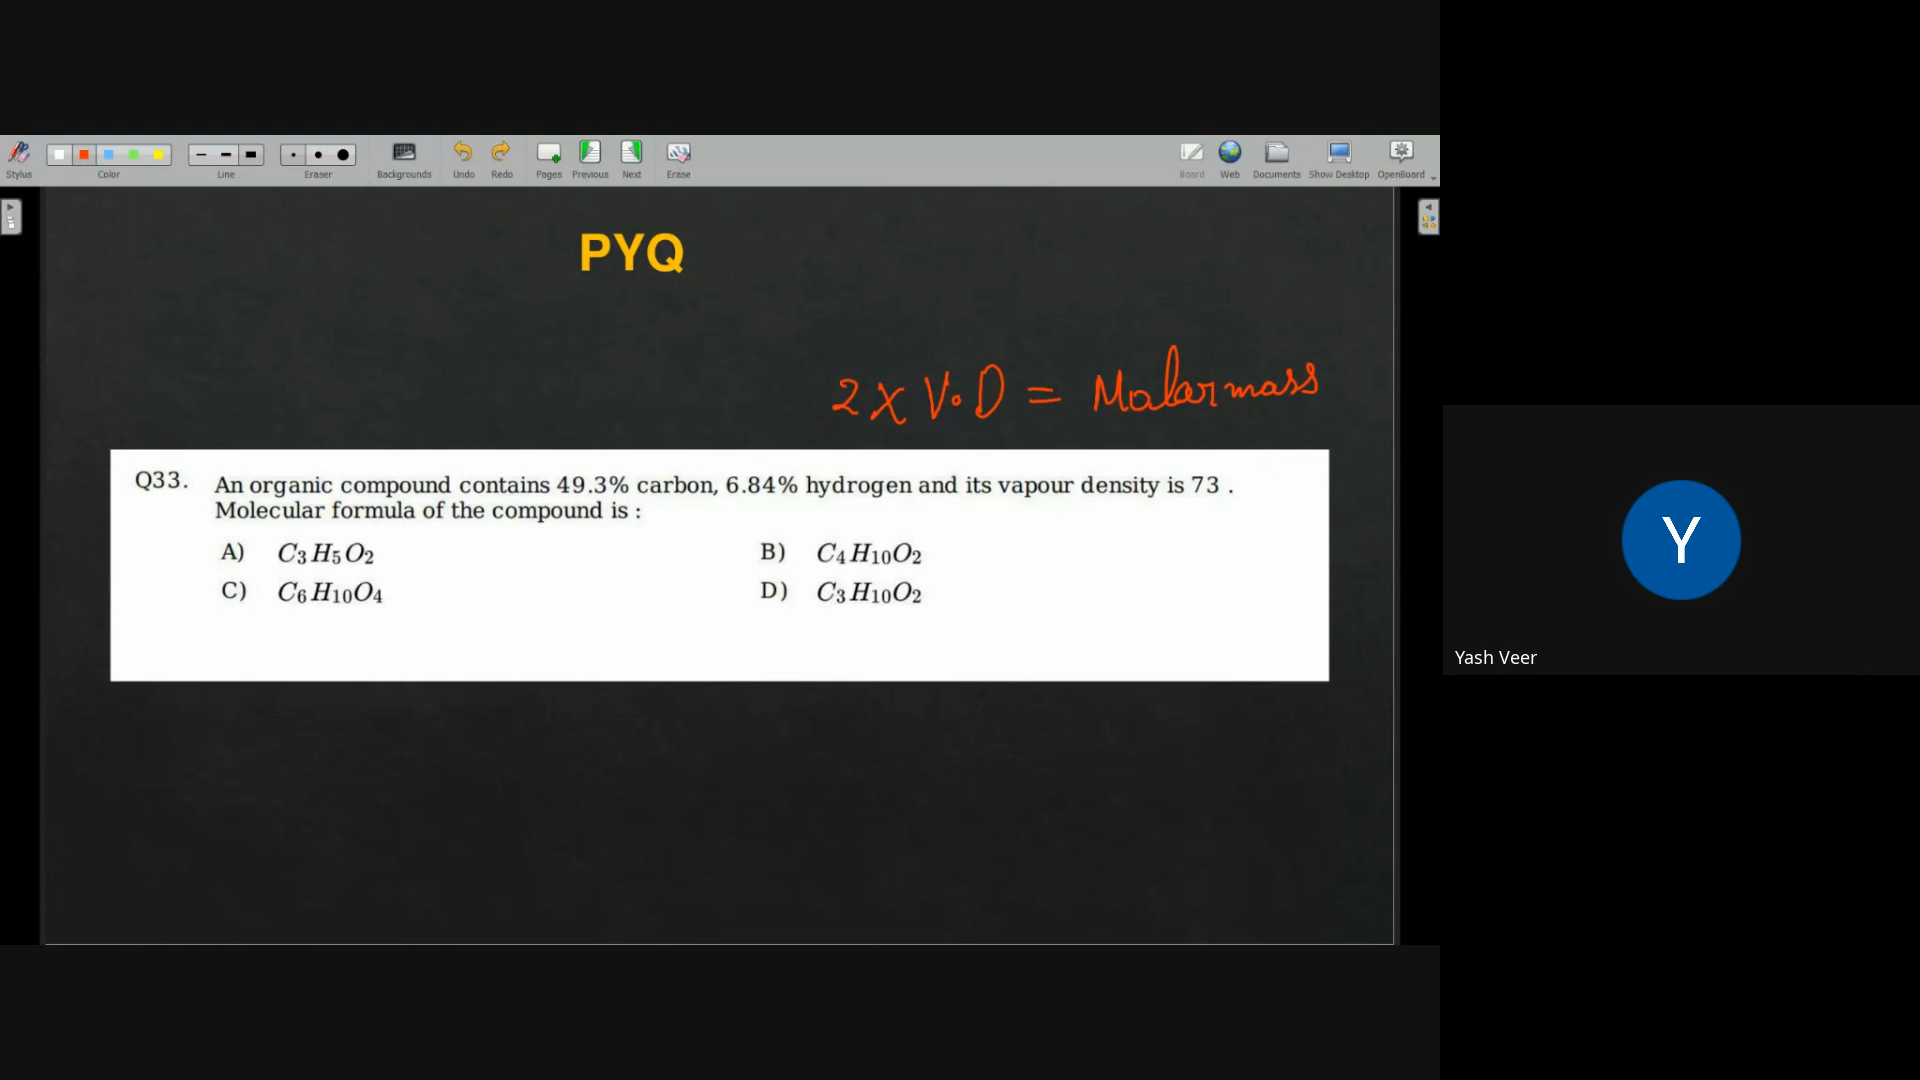 Stylus
Color
Line
Eraser
Backgrounds
Undo
Redo
Pages
Previous
Next
Erase
Board
Web
Documents
Show Desktop
OpenBoard
PYQ
2 x V.D = Molarmass
Q33. An organic compound contains 49.3% carbon, 6.84% hydrogen and its vapour density is 73 .
Molecular formula of the compound is :
A) C₃H₅O₂ B) C₄H₁₀O₂
C) C₆H₁₀O₄ D) C₃H₁₀O₂
Y
Yash Veer